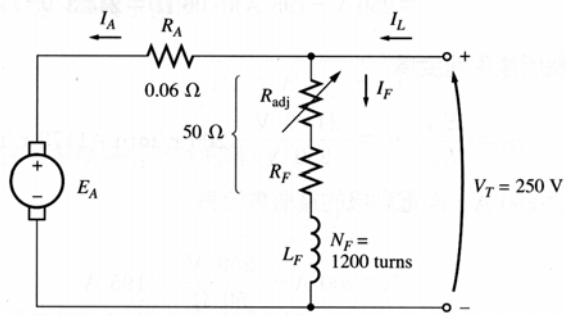 I_A
R_A
I_L
+
0.06 Ω
R_adj
I_F
50 Ω
R_F
+
−
E_A
V_T = 250 V
L_F
N_F =
1200 turns
−